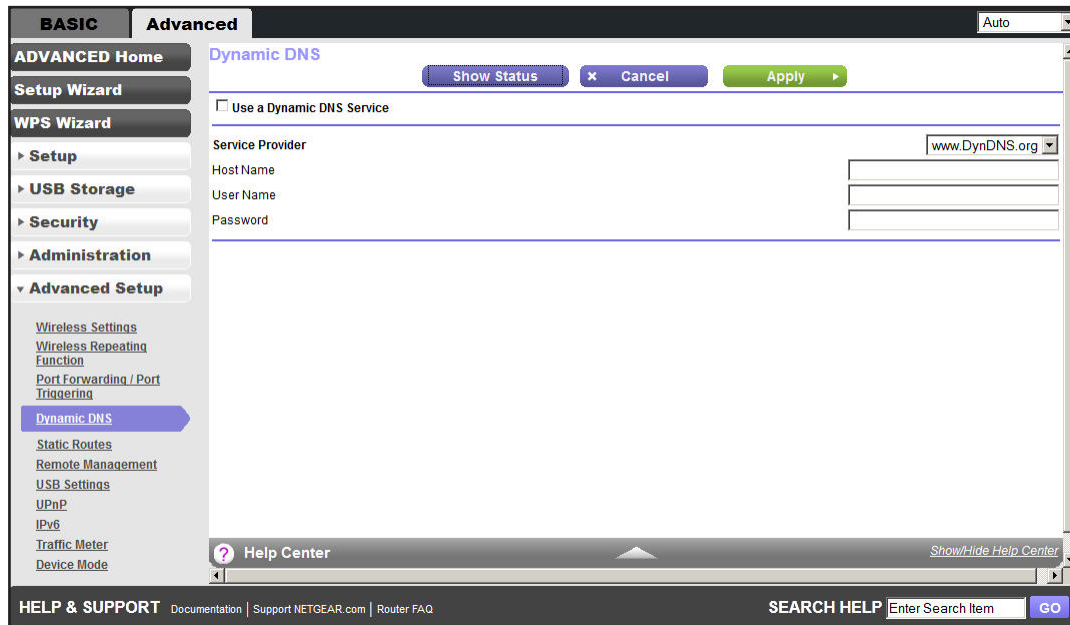 BASIC
Advanced
Auto
ADVANCED Home
Setup Wizard
WPS Wizard
Setup
USB Storage
Security
Administration
Advanced Setup
Wireless Settings
Wireless Repeating
Function
Port Forwarding / Port
Triggering
Dynamic DNS
Static Routes
Remote Management
USB Settings
UPnP
IPv6
Traffic Meter
Device Mode
Dynamic DNS
Show Status
× Cancel
Apply
Use a Dynamic DNS Service
Service Provider
www.DynDNS.org
Host Name
User Name
Password
? Help Center
Show/Hide Help Center
HELP & SUPPORT Documentation | Support NETGEAR.com | Router FAQ
SEARCH HELP Enter Search Item GO